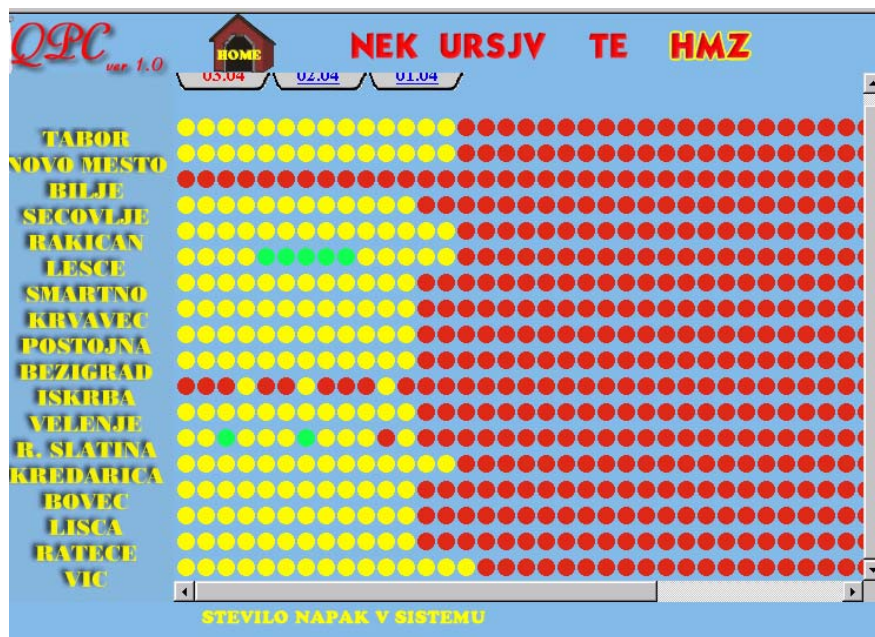 QPC ver. 1.0
HOME
NEK URSJV TE HMZ
03.04 02.04 01.04
TABOR
NOVO MESTO
BILJE
SECOVLJE
RAKICAN
LESCE
SMARTNO
KRVAVEC
POSTOJNA
BEZIGRAD
ISKRBA
VELENJE
R. SLATINA
KREDARICA
BOVEC
LISCA
RATECE
VIC
STEVILO NAPAK V SISTEMU